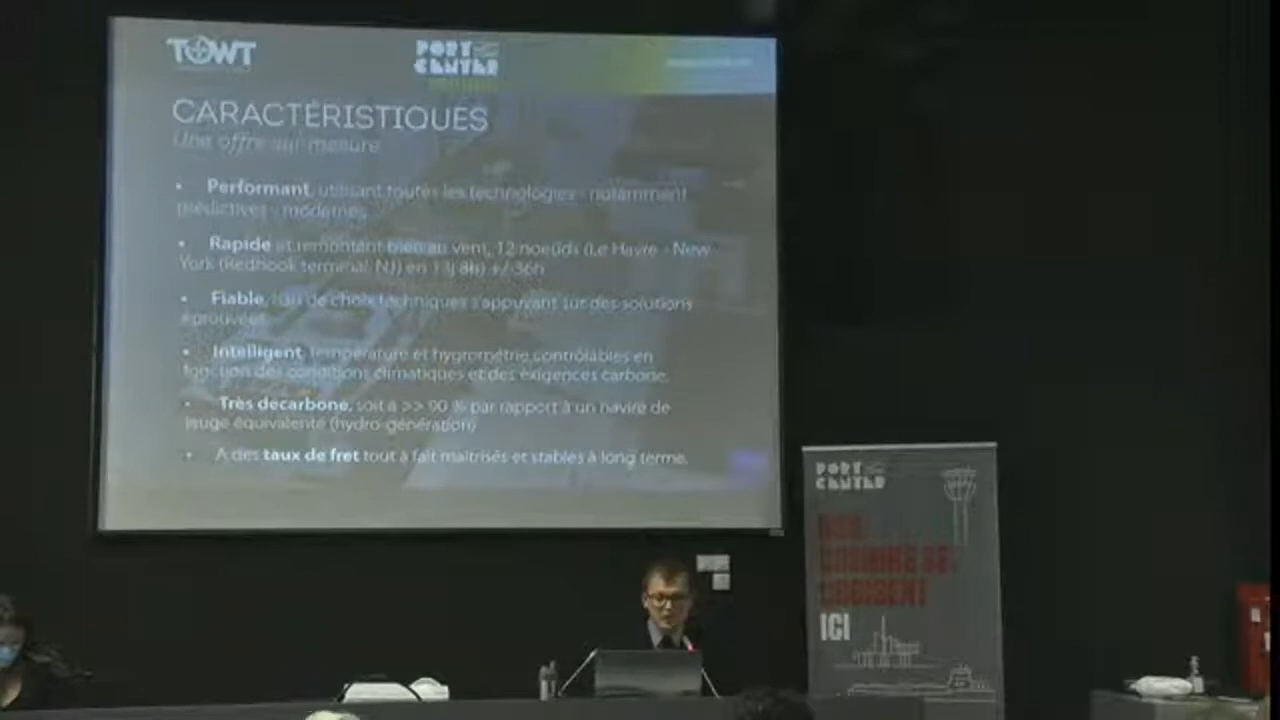 TOWT
PORT
CENTER
CARACTÉRISTIQUES
Une offre sur-mesure
• Performant, utilisant toutes les technologies - notamment
prédictives - modernes
• Rapide et remontant bien au vent, 12 noeuds (Le Havre - New
York (Redhook terminal NJ) en 13j 8h) +/-36h
• Fiable, de choix techniques s'appuyant sur des solutions
éprouvées
• Intelligent, température et hygrométrie contrôlables en
fonction des conditions climatiques et des exigences carbone.
• Très décarboné, soit à >> 90 % par rapport à un navire de
jauge équivalente (hydro-génération)
• A des taux de fret tout à fait maîtrisés et stables à long terme.
PORT
CENTER
ICI